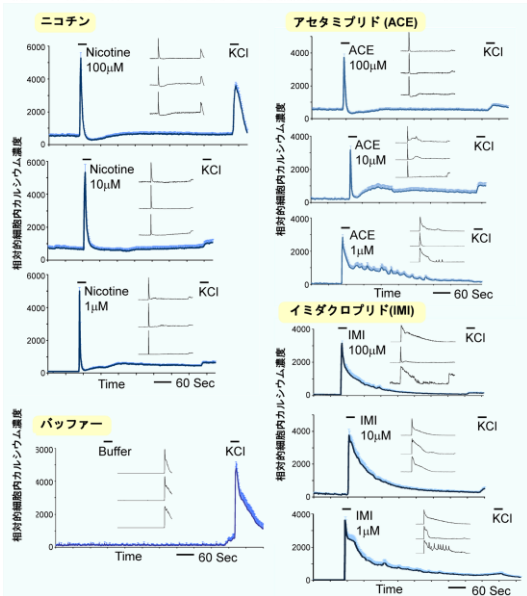 ニコチン
6000
4000
2000
0
Nicotine
100µM
KCl
6000
4000
2000
0
Nicotine
10µM
KCl
6000
4000
2000
0
Nicotine
1µM
KCl
相対的細胞内カルシウム濃度
Time
60 Sec
バッファー
5000
4000
2000
0
Buffer
KCl
相対的細胞内カルシウム濃度
Time
60 Sec
アセタミプリド (ACE)
6000
4000
2000
0
ACE
100µM
KCl
4000
2000
0
ACE
10µM
KCl
4000
2000
0
ACE
1µM
KCl
相対的細胞内カルシウム濃度
Time
60 Sec
イミダクロプリド(IMI)
4000
2000
0
IMI
100µM
KCl
4000
2000
0
IMI
10µM
KCl
4000
2000
0
IMI
1µM
KCl
相対的細胞内カルシウム濃度
Time
60 Sec